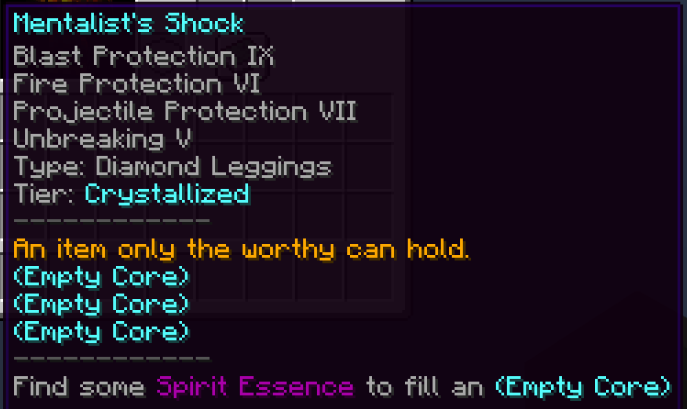 Mentalist's Shock
Blast Protection IX
Fire Protection VI
Projectile Protection VII
Unbreaking V
Type: Diamond Leggings
Tier: Crystallized
------------
An item only the worthy can hold.
(Empty Core)
(Empty Core)
(Empty Core)
------------
Find some Spirit Essence to fill an (Empty Core)